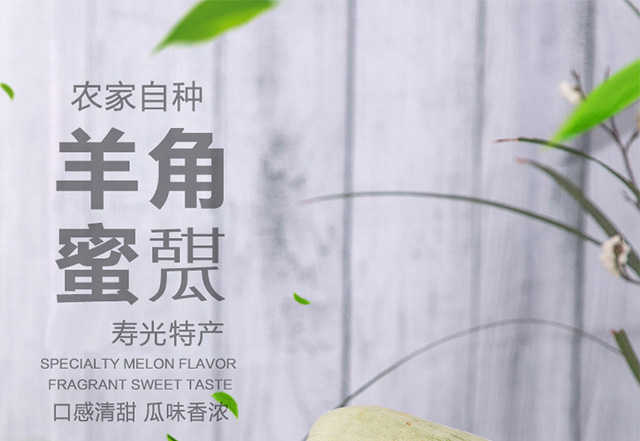 农家自种
羊角
蜜甜瓜
寿光特产
SPECIALTY MELON FLAVOR
FRAGRANT SWEET TASTE
口感清甜 瓜味香浓